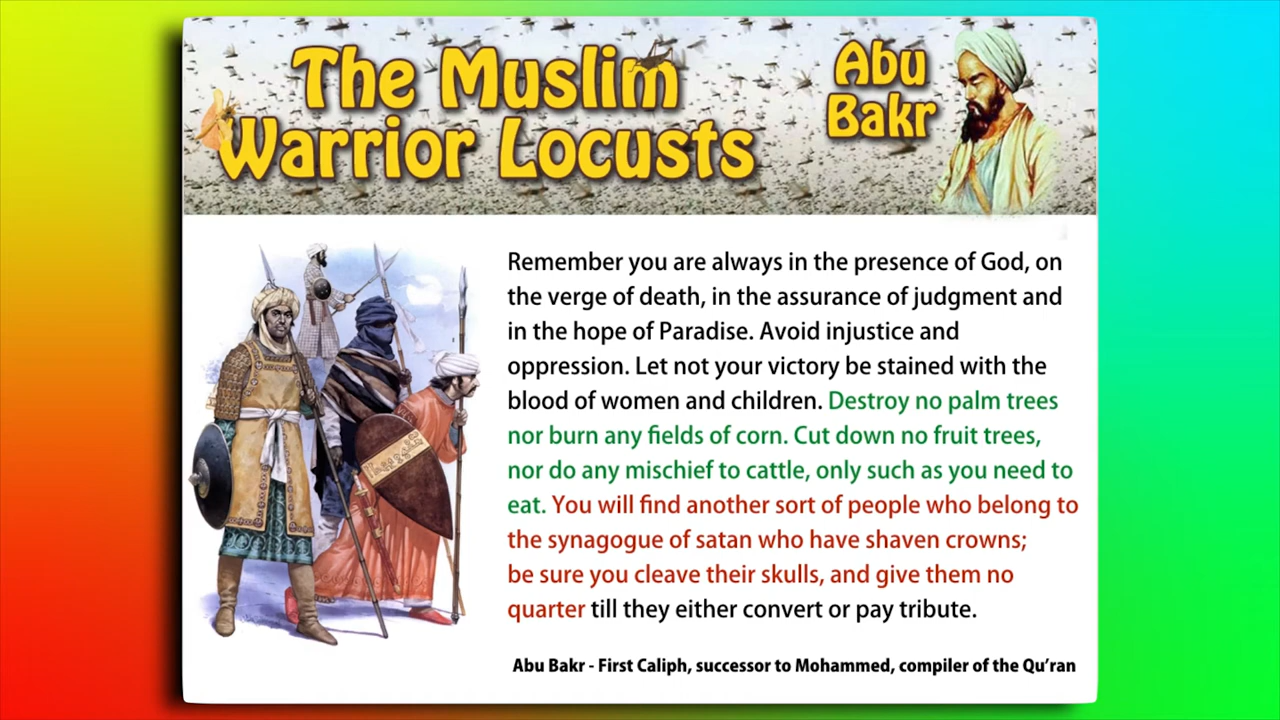 The Muslim
Warrior Locusts
Abu
Bakr
Remember you are always in the presence of God, on
the verge of death, in the assurance of judgment and
in the hope of Paradise. Avoid injustice and
oppression. Let not your victory be stained with the
blood of women and children. Destroy no palm trees
nor burn any fields of corn. Cut down no fruit trees,
nor do any mischief to cattle, only such as you need to
eat. You will find another sort of people who belong to
the synagogue of satan who have shaven crowns;
be sure you cleave their skulls, and give them no
quarter till they either convert or pay tribute.
Abu Bakr - First Caliph, successor to Mohammed, compiler of the Qu'ran